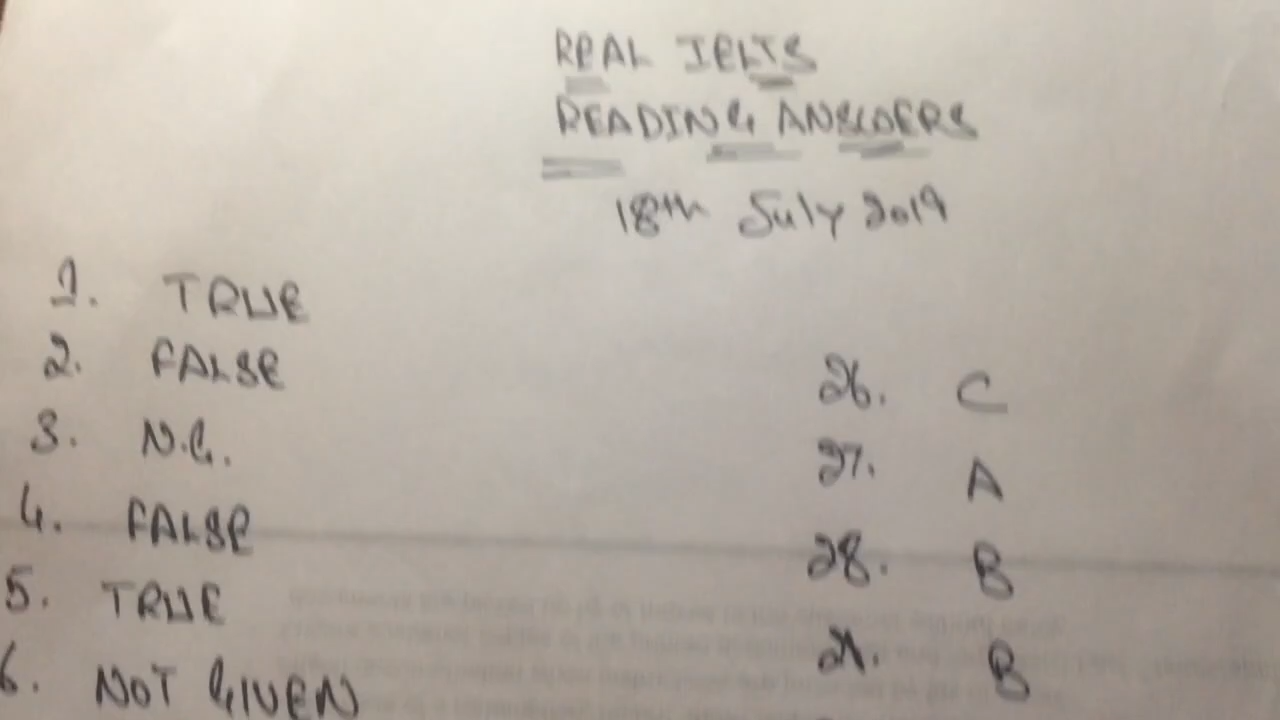 REAL IELTS
READING ANSWERS
18th July 2019
1. TRUE
2. FALSE
3. N.G.
4. FALSE
5. TRUE
6. NOT GIVEN
26. C
27. A
28. B
29. B